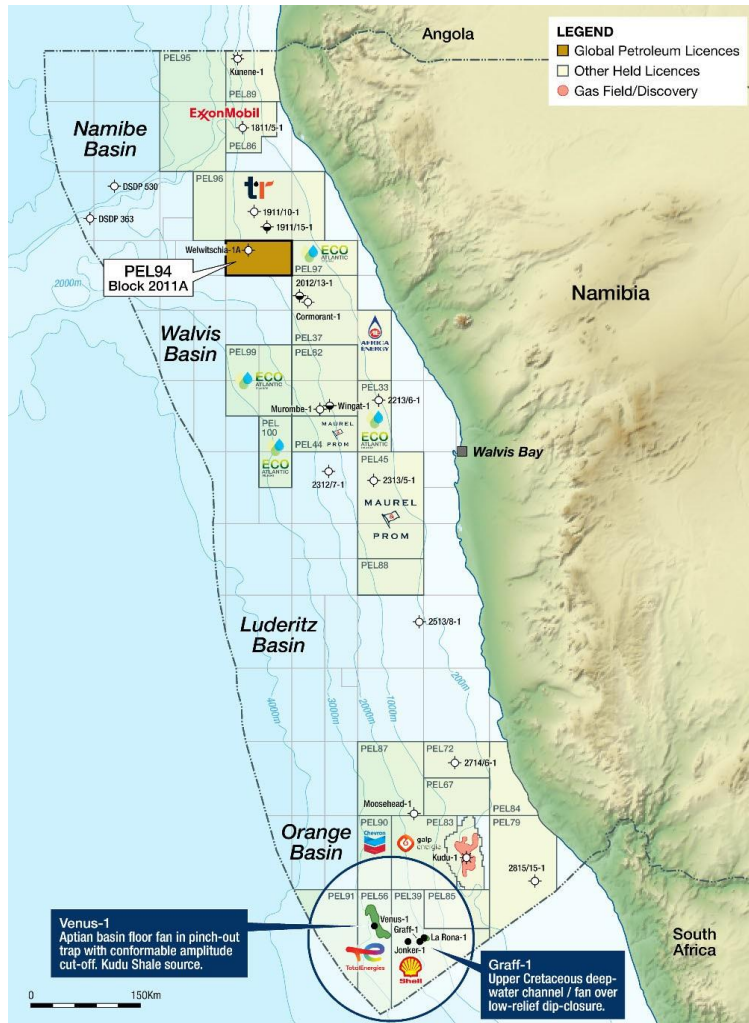 Angola
LEGEND
Global Petroleum Licences
Other Held Licences
Gas Field/Discovery
PEL95
Kunene-1
PEL89
ExxonMobil
1811/5-1
PEL86
Namibe
Basin
DSDP 530
DSDP 363
PEL96
tr
1911/10-1
1911/15-1
Welwitschia-1A
PEL94
Block 2011A
2000m
ECO
ATLANTIC
PEL97
2012/13-1
Cormorant-1
PEL37
Namibia
Walvis
Basin
AFRICA
ENERGY
PEL99
PEL82
ECO
ATLANTIC
PEL33
2213/6-1
Murombe-1
Wingat-1
ECO
ATLANTIC
MAUREL
PROM
PEL44
PEL
100
ECO
ATLANTIC
2312/7-1
PEL45
2313/5-1
MAUREL
PROM
Walvis Bay
PEL88
2513/8-1
Luderitz
Basin
4000m
3000m
2000m
1000m
200m
PEL87
PEL72
2714/6-1
PEL67
Moosehead-1
PEL84
Orange
Basin
PEL90
Chevron
galp
energia
PEL83
Kudu-1
PEL79
2815/15-1
PEL91
PEL56
PEL39
PEL85
Venus-1
Graff-1
La Rona-1
Jonker-1
TotalEnergies
Shell
South
Africa
Venus-1
Aptian basin floor fan in pinch-out
trap with conformable amplitude
cut-off. Kudu Shale source.
Graff-1
Upper Cretaceous deep-
water channel / fan over
low-relief dip-closure.
0
150Km